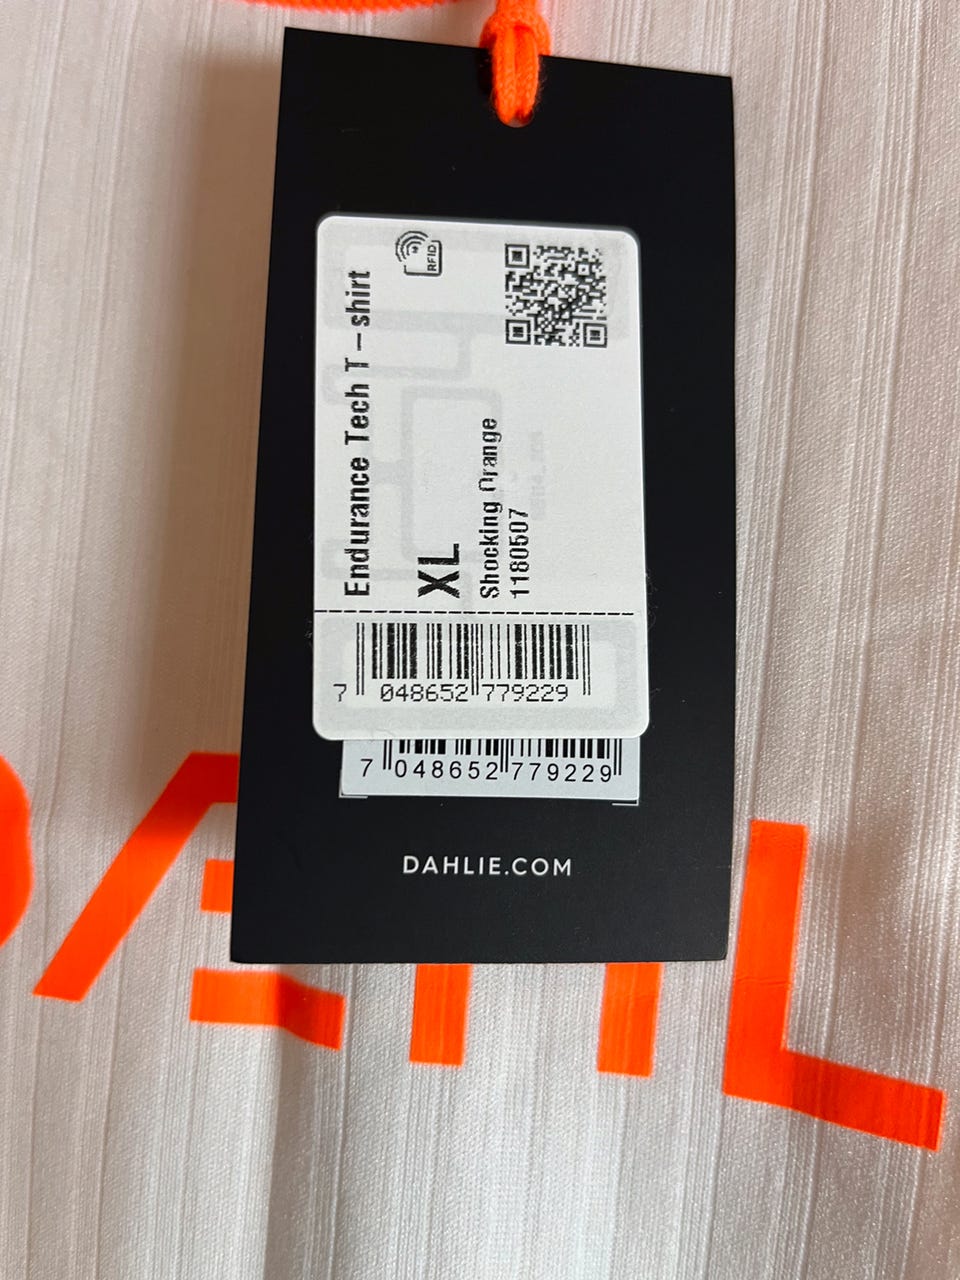 RFID
Endurance Tech T-shirt
XL
Shocking Orange
1180507
7 048652 779229
7 048652 779229
DAHLIE.COM